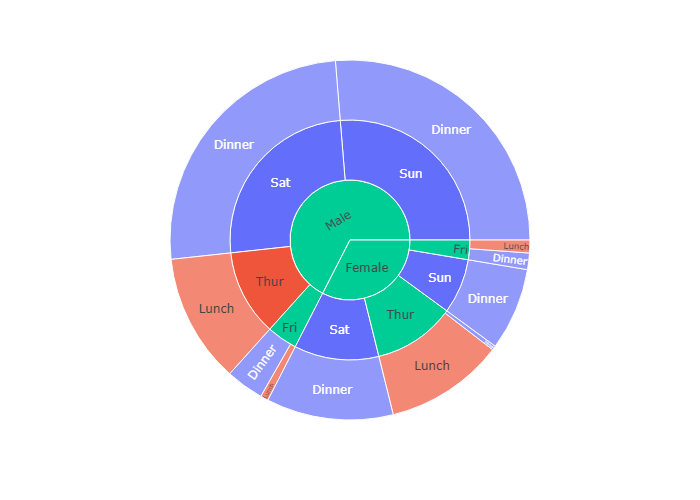 Dinner
Dinner
Sun
Sat
Male
Lunch
Fri
Dinner
Female
Sun
Thur
Dinner
Lunch
Thur
Fri
Sat
Dinner
Lunch
Dinner
Lunch